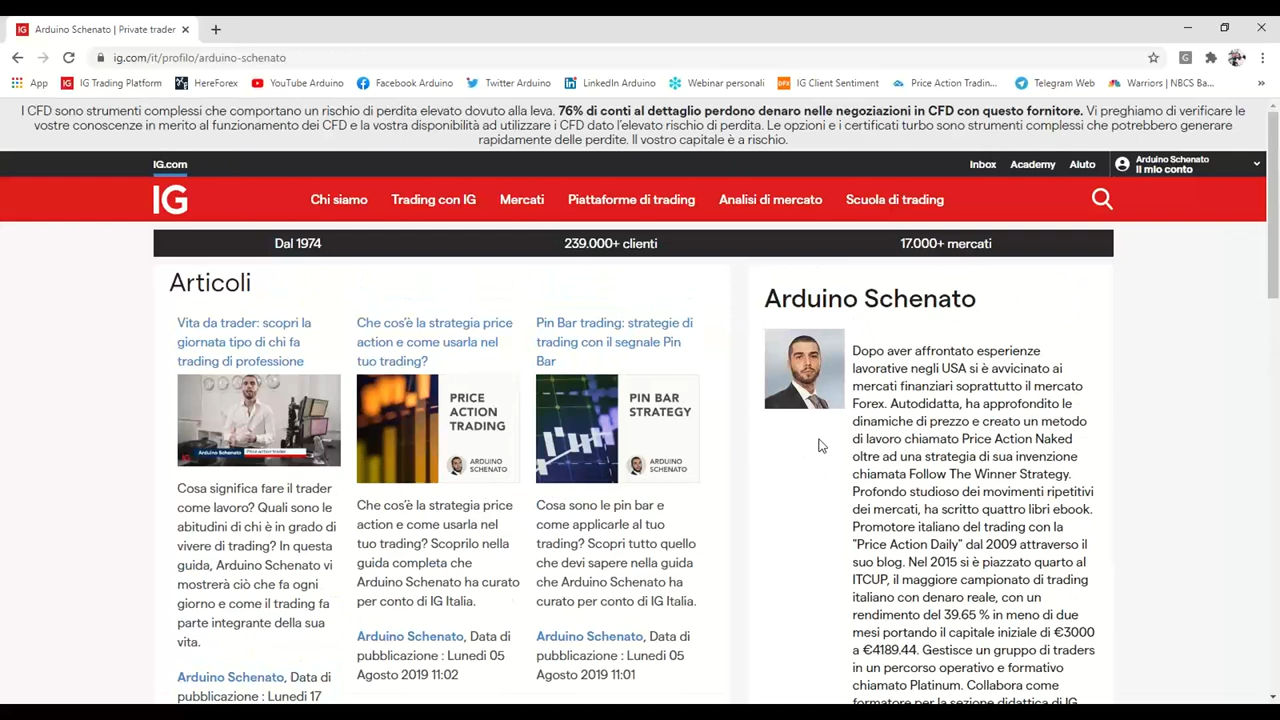 IG Arduino Schenato | Private trader
ig.com/it/profilo/arduino-schenato
App IG Trading Platform HereForex YouTube Arduino Facebook Arduino Twitter Arduino LinkedIn Arduino Webinar personali DFX IG Client Sentiment Price Action Tradin... Telegram Web Warriors | NBCS Ba...
I CFD sono strumenti complessi che comportano un rischio di perdita elevato dovuto alla leva. 76% di conti al dettaglio perdono denaro nelle negoziazioni in CFD con questo fornitore. Vi preghiamo di verificare le
vostre conoscenze in merito al funzionamento dei CFD e la vostra disponibilità ad utilizzare i CFD dato l'elevato rischio di perdita. Le opzioni e i certificati turbo sono strumenti complessi che potrebbero generare
rapidamente delle perdite. Il vostro capitale è a rischio.
IG.com Inbox Academy Aiuto Arduino Schenato
Il mio conto
IG Chi siamo Trading con IG Mercati Piattaforme di trading Analisi di mercato Scuola di trading
Dal 1974 239.000+ clienti 17.000+ mercati
Articoli
Vita da trader: scopri la
giornata tipo di chi fa
trading di professione
Arduino Schenato Price Action trader
Cosa significa fare il trader
come lavoro? Quali sono le
abitudini di chi è in grado di
vivere di trading? In questa
guida, Arduino Schenato vi
mostrerà ciò che fa ogni
giorno e come il trading fa
parte integrante della sua
vita.
Arduino Schenato, Data di
pubblicazione : Lunedi 17
Che cos'è la strategia price
action e come usarla nel
tuo trading?
PRICE
ACTION
TRADING
ARDUINO
SCHENATO
Che cos'è la strategia price
action e come usarla nel
tuo trading? Scoprilo nella
guida completa che
Arduino Schenato ha curato
per conto di IG Italia.
Arduino Schenato, Data di
pubblicazione : Lunedi 05
Agosto 2019 11:02
Pin Bar trading: strategie di
trading con il segnale Pin
Bar
PIN BAR
STRATEGY
ARDUINO
SCHENATO
Cosa sono le pin bar e
come applicarle al tuo
trading? Scopri tutto quello
che devi sapere nella guida
che Arduino Schenato ha
curato per conto di IG Italia.
Arduino Schenato, Data di
pubblicazione : Lunedi 05
Agosto 2019 11:01
Arduino Schenato
Dopo aver affrontato esperienze
lavorative negli USA si è avvicinato ai
mercati finanziari soprattutto il mercato
Forex. Autodidatta, ha approfondito le
dinamiche di prezzo e creato un metodo
di lavoro chiamato Price Action Naked
oltre ad una strategia di sua invenzione
chiamata Follow The Winner Strategy.
Profondo studioso dei movimenti ripetitivi
dei mercati, ha scritto quattro libri ebook.
Promotore italiano del trading con la
"Price Action Daily" dal 2009 attraverso il
suo blog. Nel 2015 si è piazzato quarto al
ITCUP, il maggiore campionato di trading
italiano con denaro reale, con un
rendimento del 39.65 % in meno di due
mesi portando il capitale iniziale di €3000
a €4189.44. Gestisce un gruppo di traders
in un percorso operativo e formativo
chiamato Platinum. Collabora come
formatore per la sezione didattica di IG